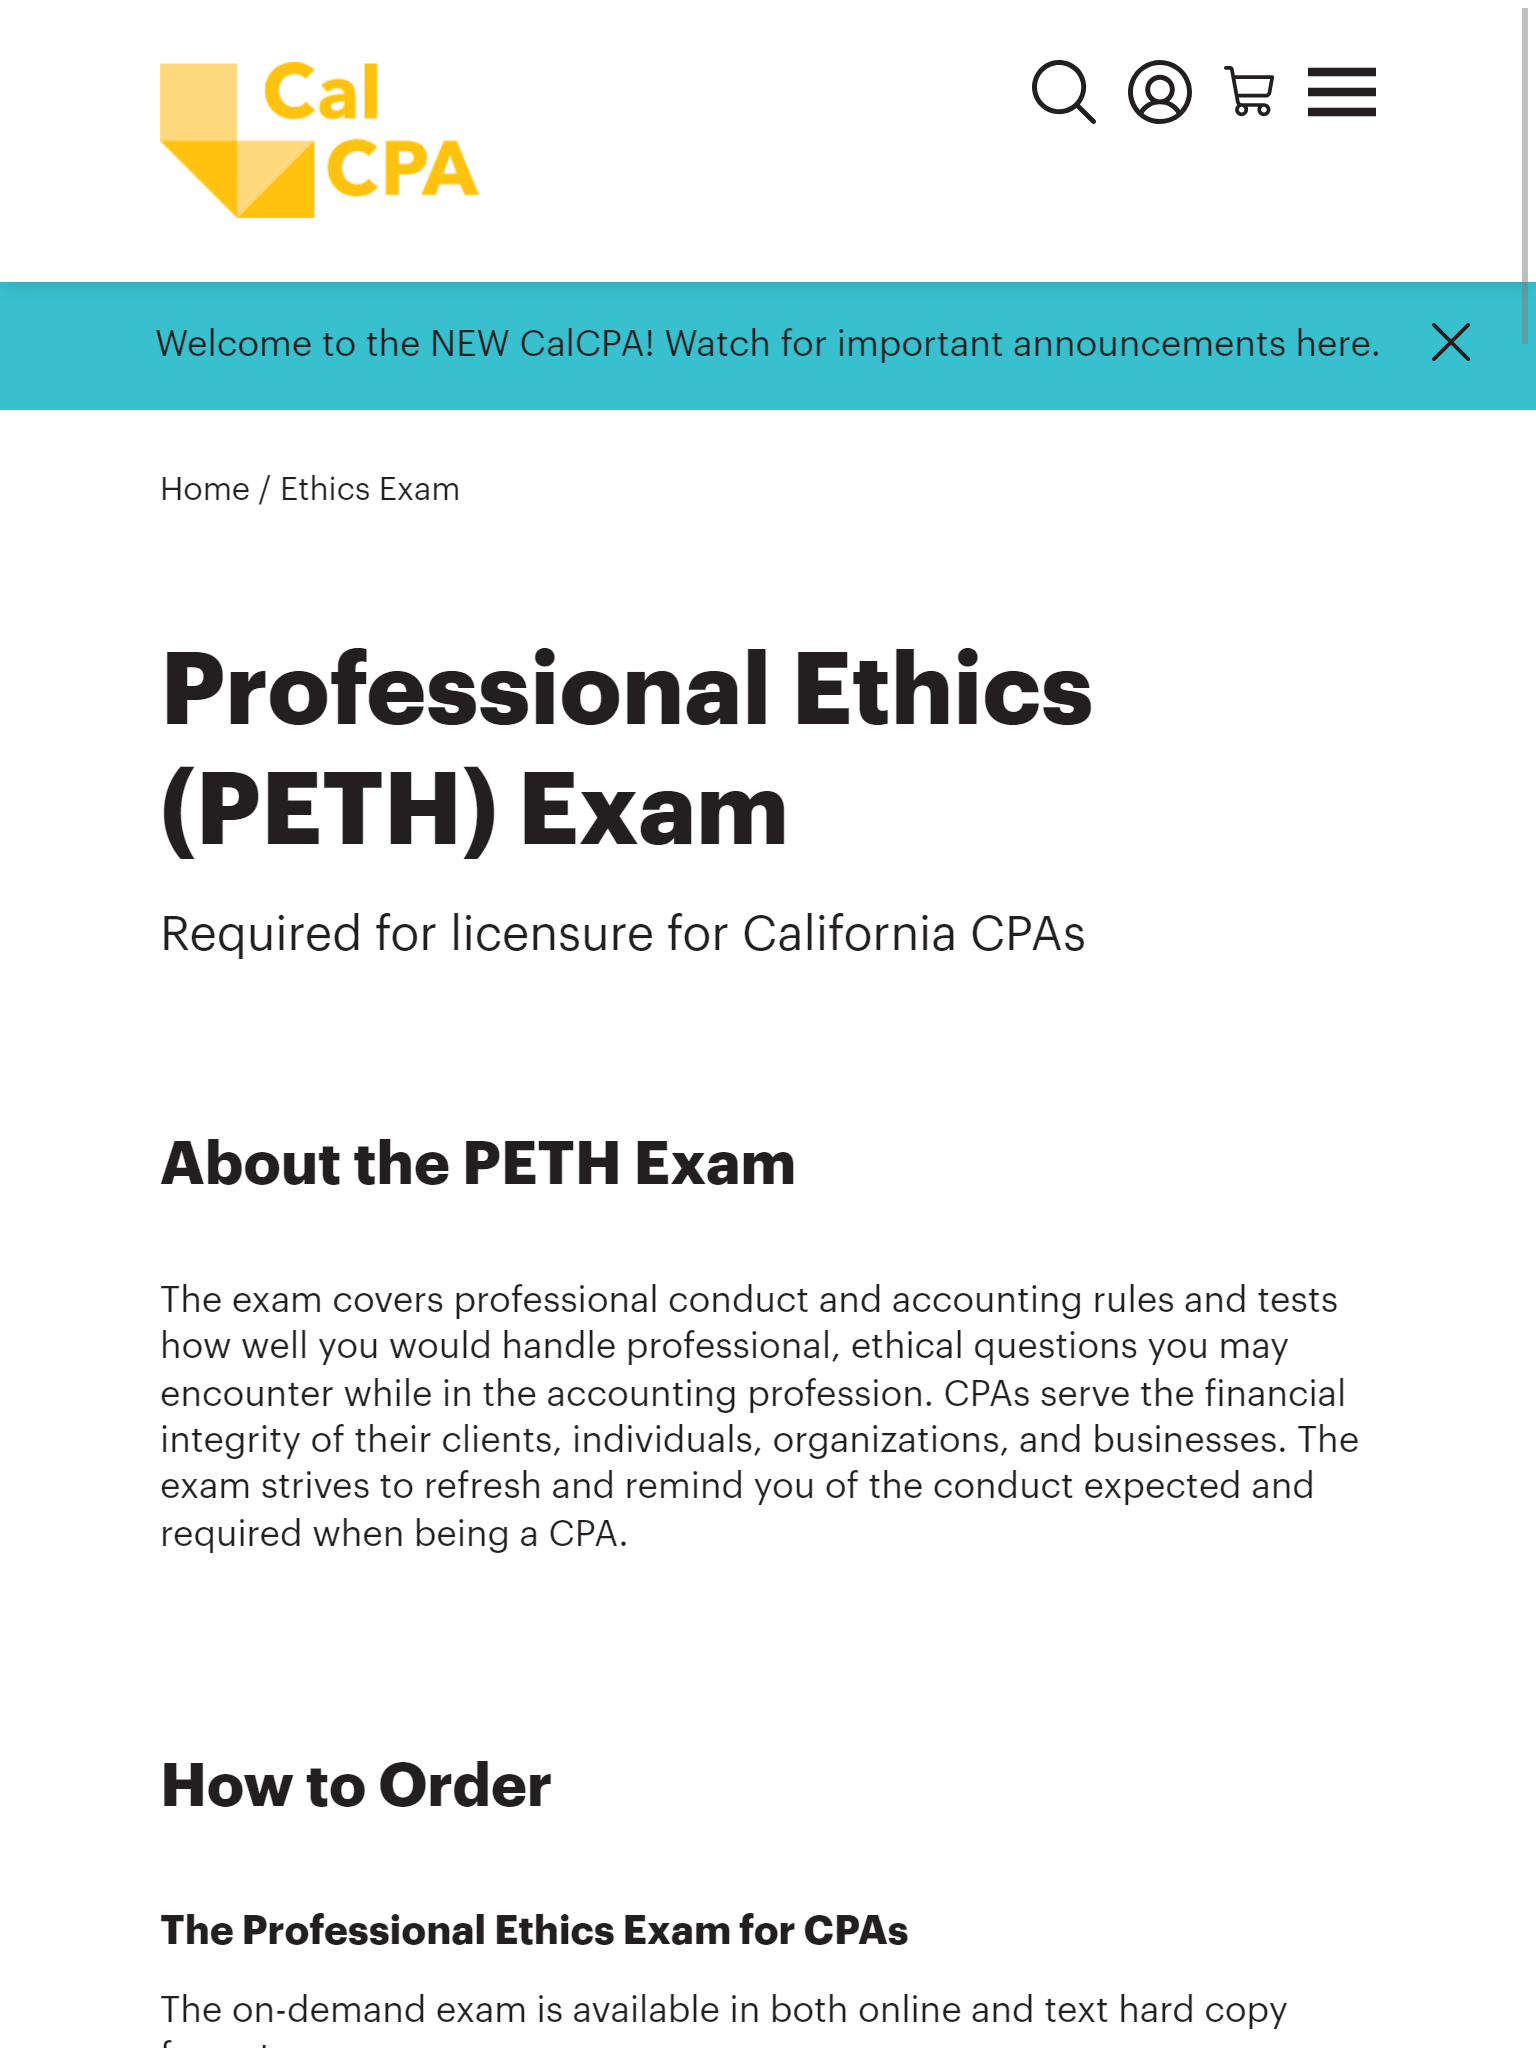 Cal
CPA
Welcome to the NEW CalCPA! Watch for important announcements here.
Home / Ethics Exam
Professional Ethics
(PETH) Exam
Required for licensure for California CPAs
About the PETH Exam
The exam covers professional conduct and accounting rules and tests
how well you would handle professional, ethical questions you may
encounter while in the accounting profession. CPAs serve the financial
integrity of their clients, individuals, organizations, and businesses. The
exam strives to refresh and remind you of the conduct expected and
required when being a CPA.
How to Order
The Professional Ethics Exam for CPAs
The on-demand exam is available in both online and text hard copy